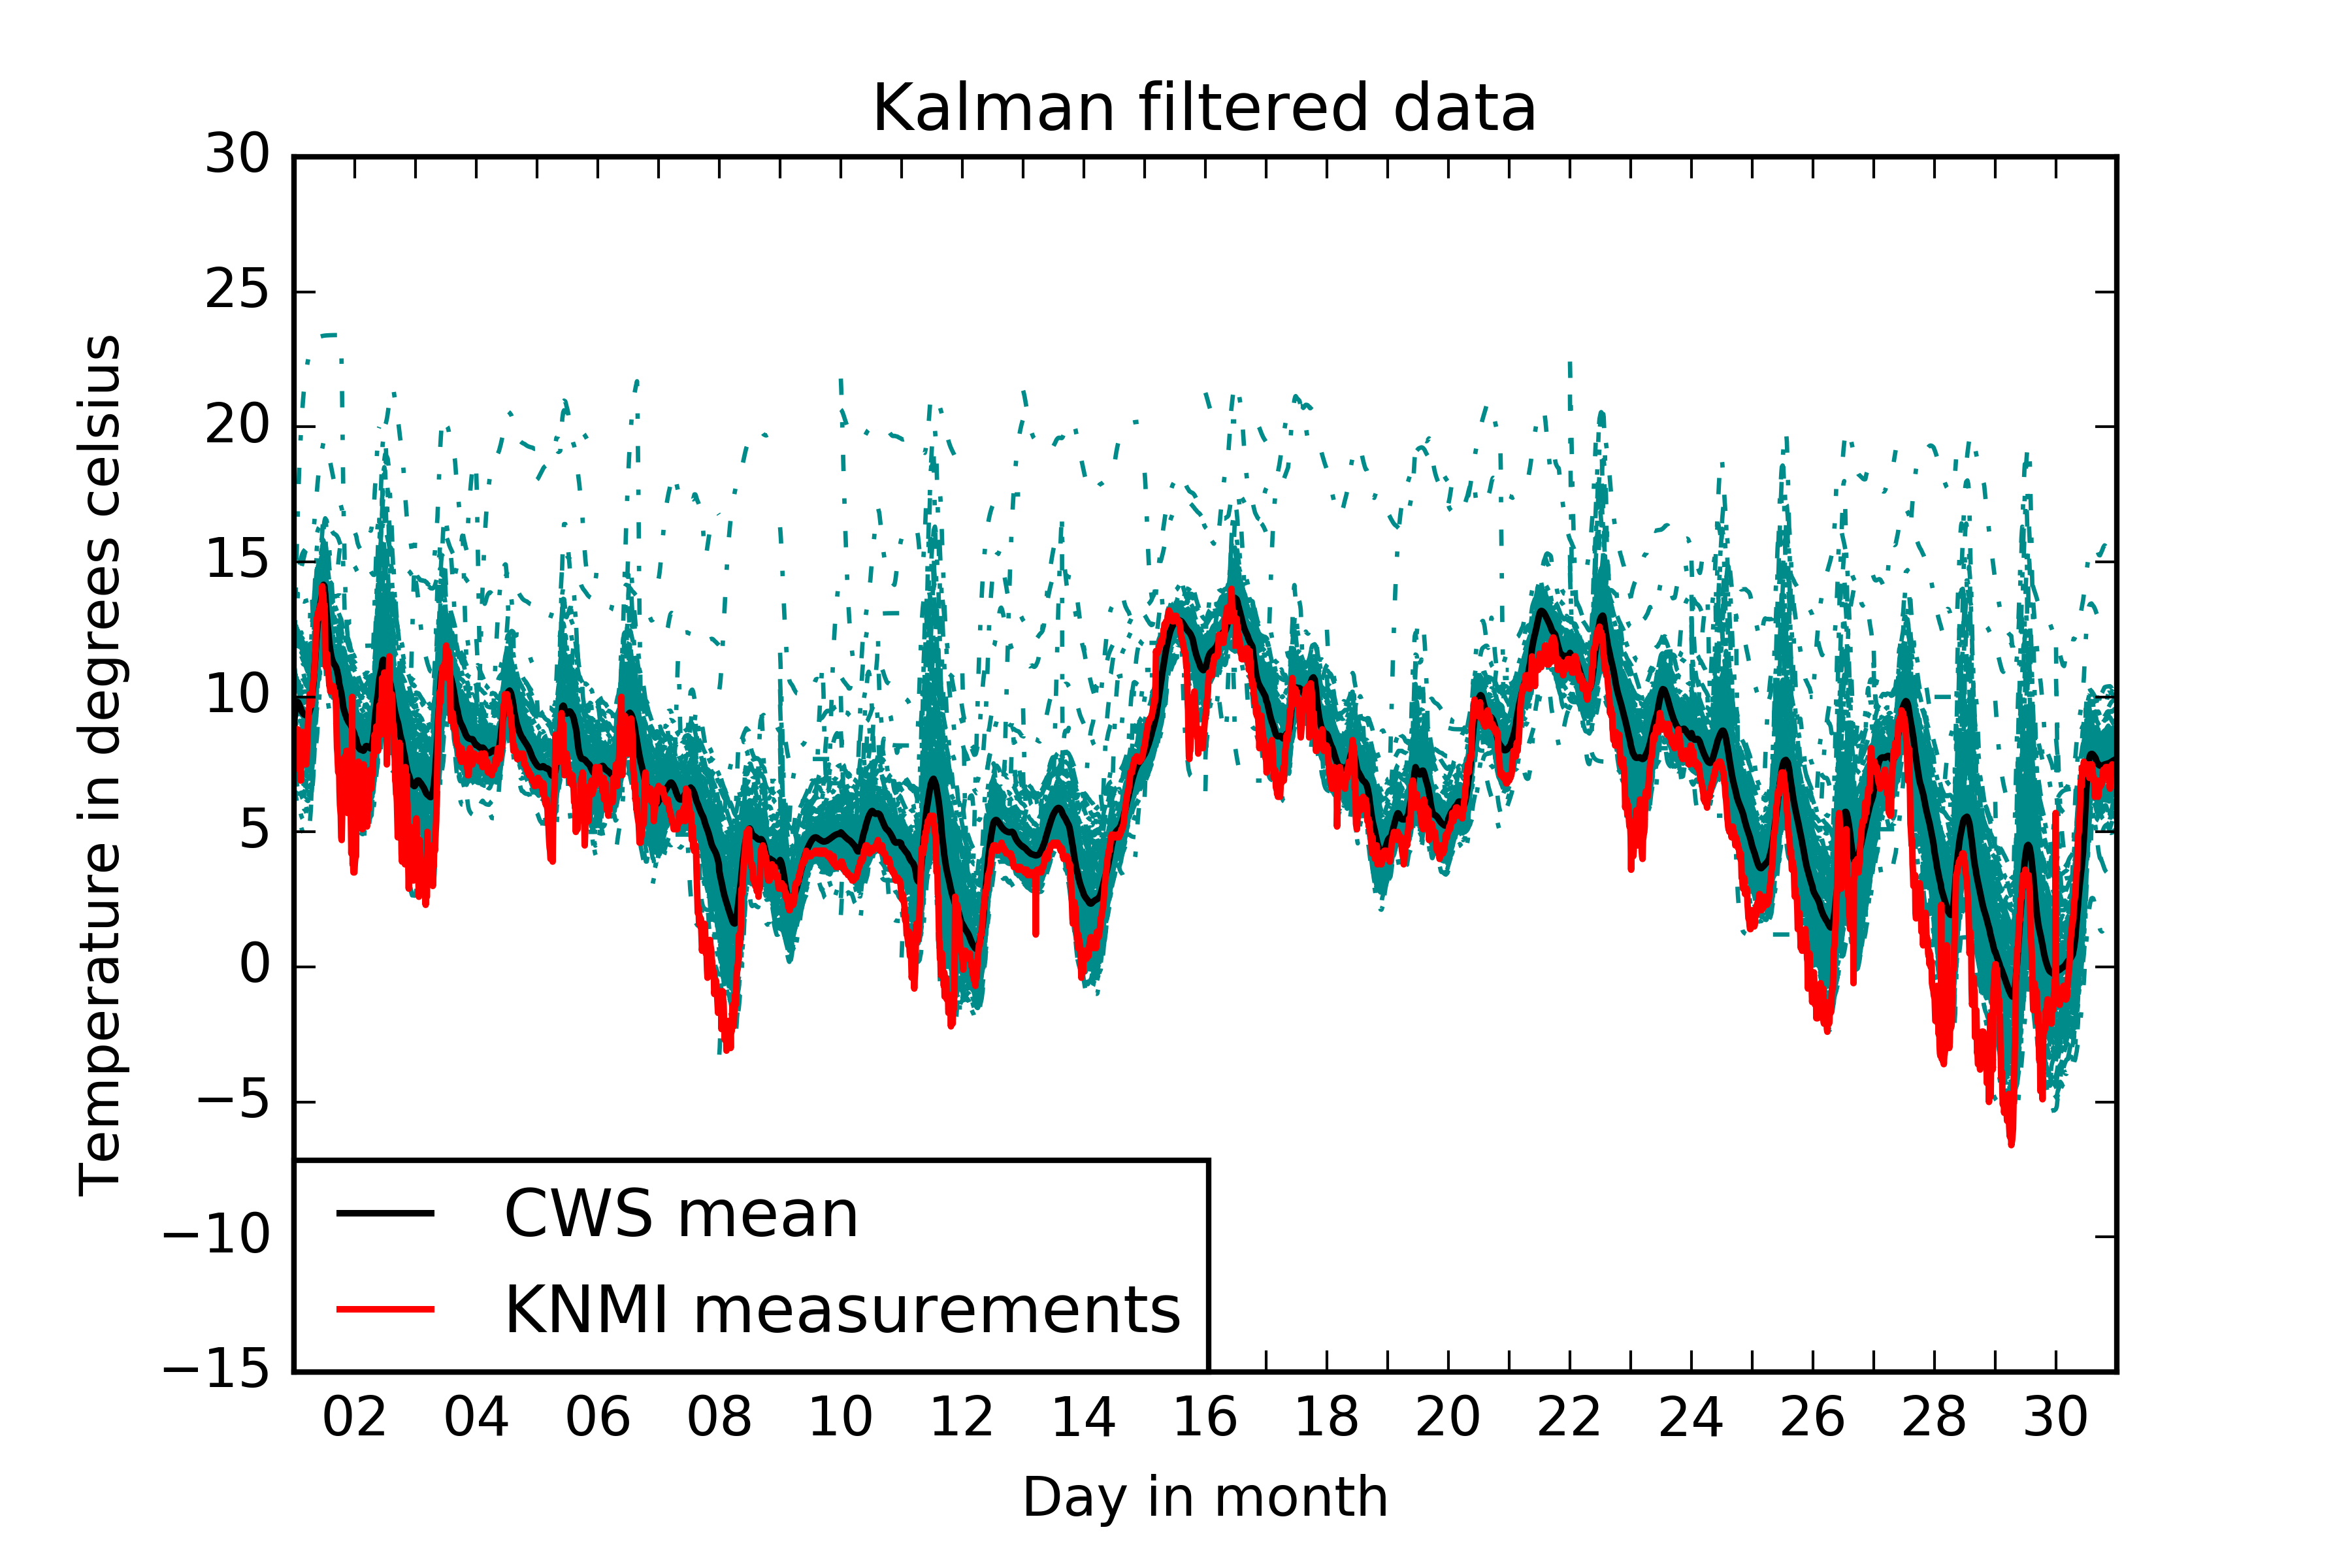 Kalman filtered data
30
25
20
15
10
5
0
−5
−10
−15
Temperature in degrees celsius
CWS mean
KNMI measurements
02 04 06 08 10 12 14 16 18 20 22 24 26 28 30
Day in month